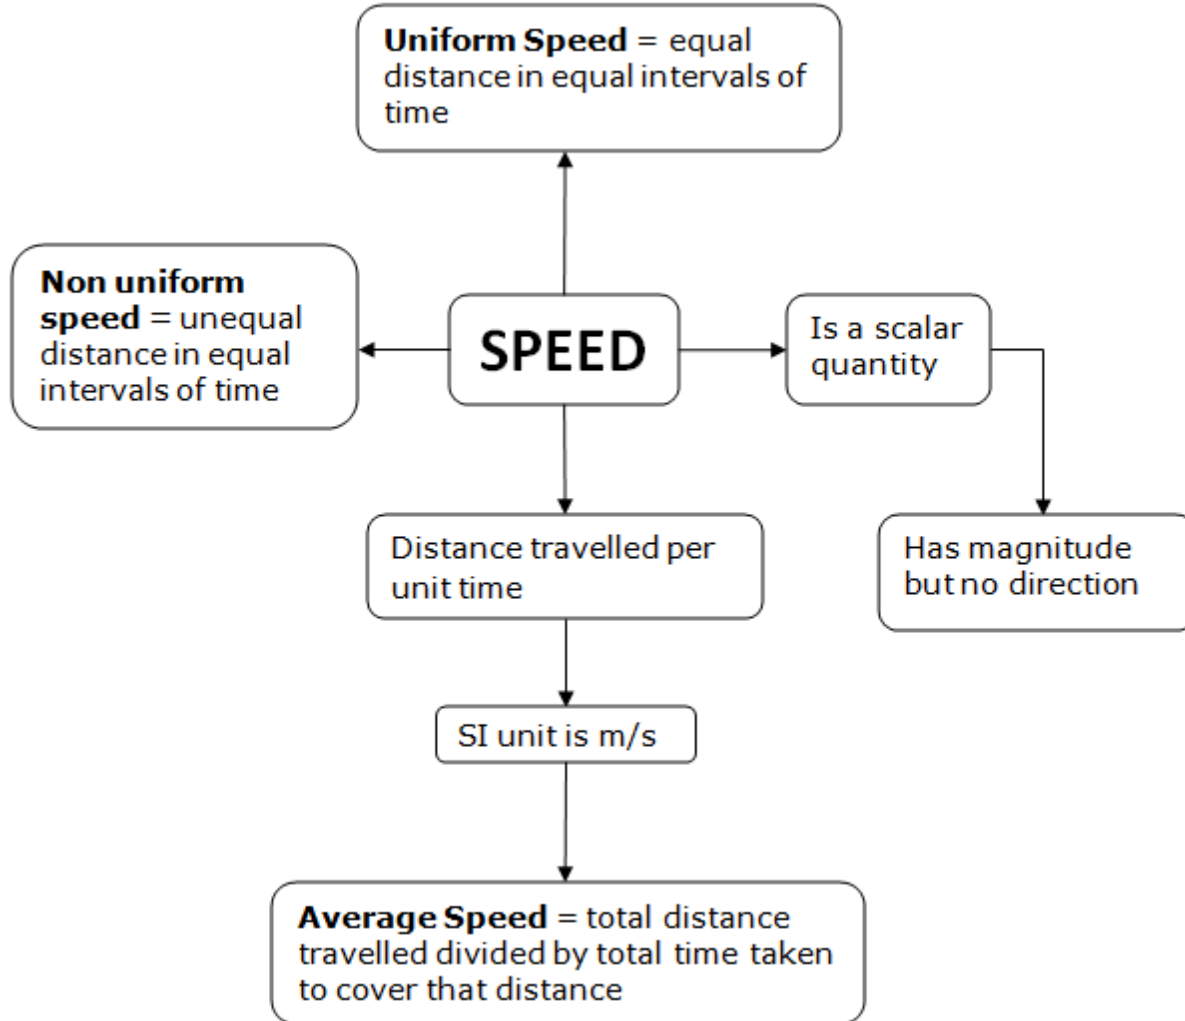 Uniform Speed = equal
distance in equal intervals of
time
Non uniform
speed = unequal
distance in equal
intervals of time
SPEED
Is a scalar
quantity
Distance travelled per
unit time
Has magnitude
but no direction
SI unit is m/s
Average Speed = total distance
travelled divided by total time taken
to cover that distance